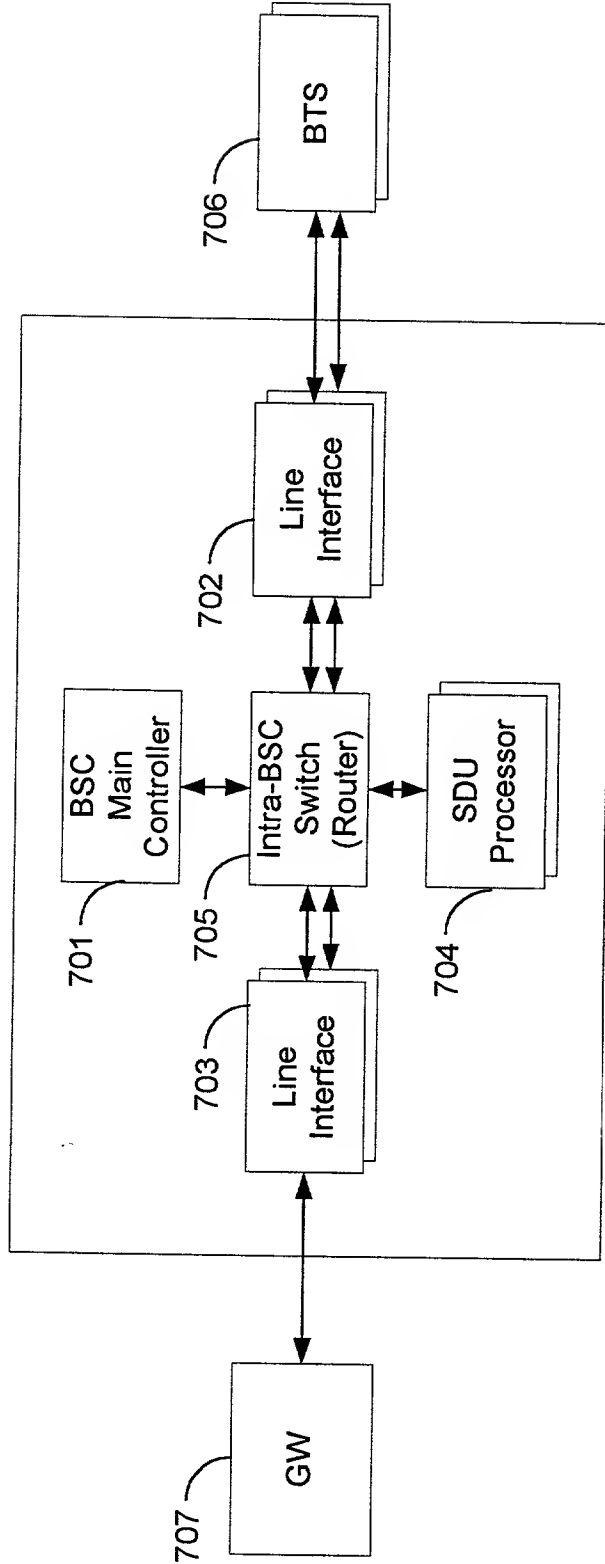 707
GW
703
Line
Interface
701
BSC
Main
Controller
705
Intra-BSC
Switch
(Router)
704
SDU
Processor
702
Line
Interface
706
BTS